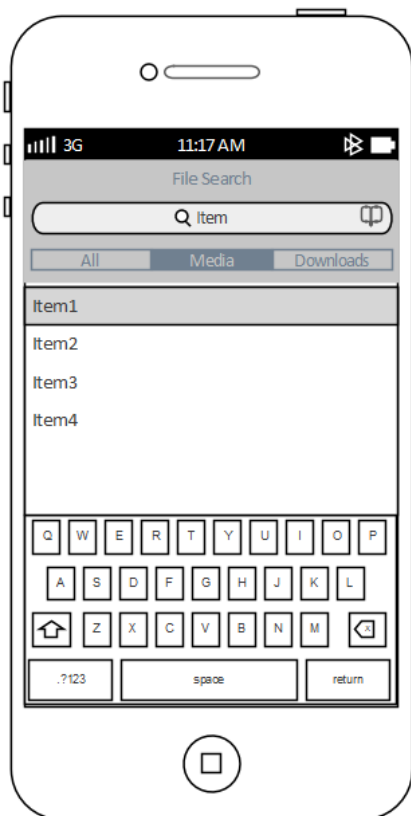 3G 11:17 AM
File Search
Item
All Media Downloads
Item1
Item2
Item3
Item4
Q W E R T Y U I O P
A S D F G H J K L
Z X C V B N M X
.?123 space return